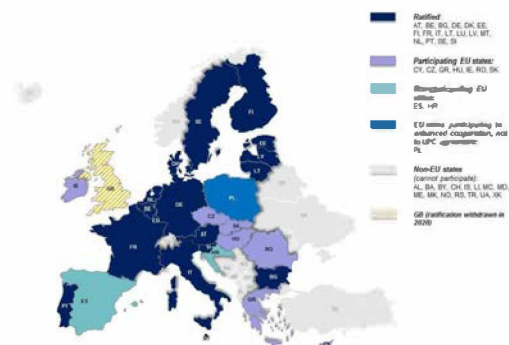 Ratified:
AT, BE, BG, DE, DK, EE,
FI, FR, IT, LT, LU, LV, MT,
NL, PT, SE, SI
Participating EU states:
CY, CZ, GR, HU, IE, RO, SK
EU
ES, HR
EU states participating in
enhanced cooperation, not
to UPC agreement:
PL
Non-EU states
(cannot participate):
AL, BA, BY, CH, IS, LI, MC, MD,
ME, MK, NO, RS, TR, UA, XK
GB (ratification withdrawn in
2020)
FI
SE
EE
LV
LT
IE
GB
NL
BE
DE
PL
CZ
FR
AT
RO
IT
BG
PT
ES
GR